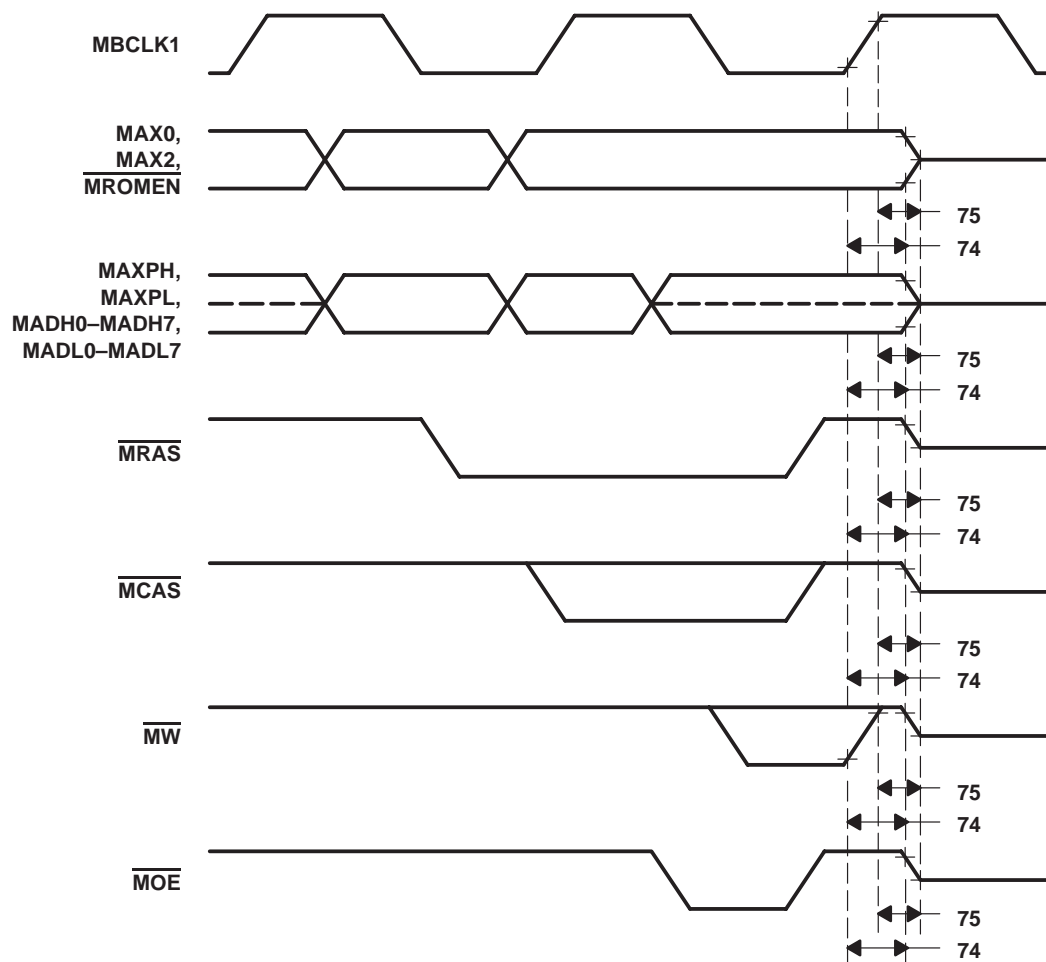 MBCLK1
MAX0,
MAX2,
MROMEN
75
74
MAXPH,
MAXPL,
MADH0–MADH7,
MADL0–MADL7
75
74
MRAS
75
74
MCAS
75
74
MW
75
74
MOE
75
74